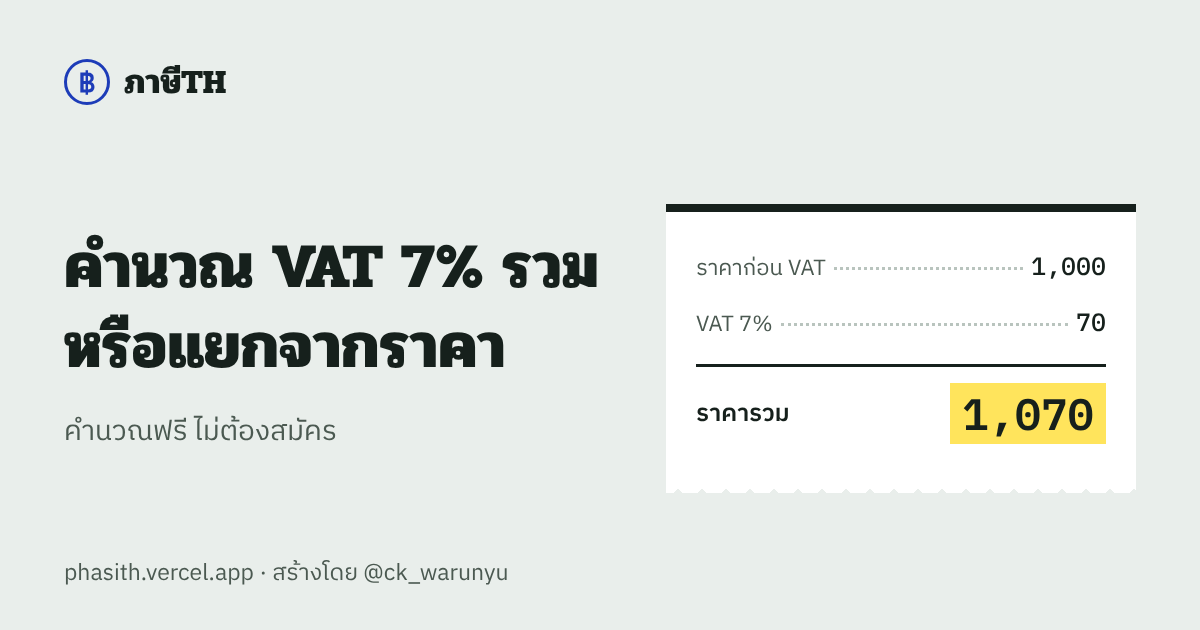 ฿ ภาษีTH
คำนวณ VAT 7% รวม
หรือแยกจากราคา
คำนวณฟรี ไม่ต้องสมัคร
ราคาก่อน VAT 1,000
VAT 7% 70
ราคารวม 1,070
phasith.vercel.app · สร้างโดย @ck_warunyu